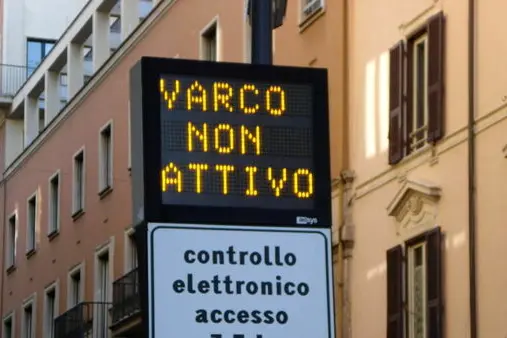 VARCO
NON
ATTIVO
controllo
elettronico
accesso